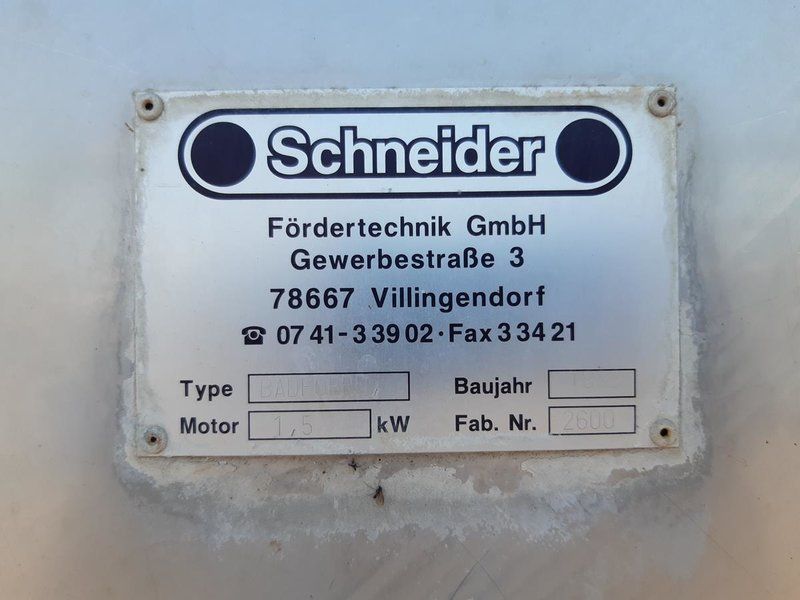 Schneider
Fördertechnik GmbH
Gewerbestraße 3
78667 Villingendorf
☎ 07 41-3 39 02 · Fax 3 34 21
Type Baujahr
Motor 1,5 kW Fab. Nr. 2600